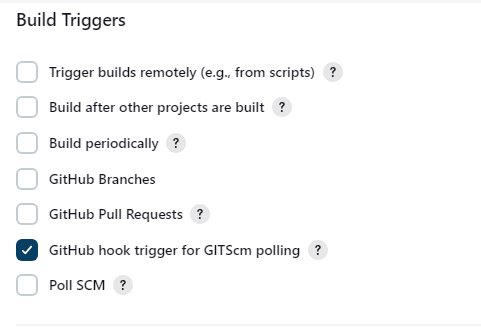 Build Triggers
Trigger builds remotely (e.g., from scripts) ?
Build after other projects are built ?
Build periodically ?
GitHub Branches
GitHub Pull Requests ?
GitHub hook trigger for GITScm polling ?
Poll SCM ?